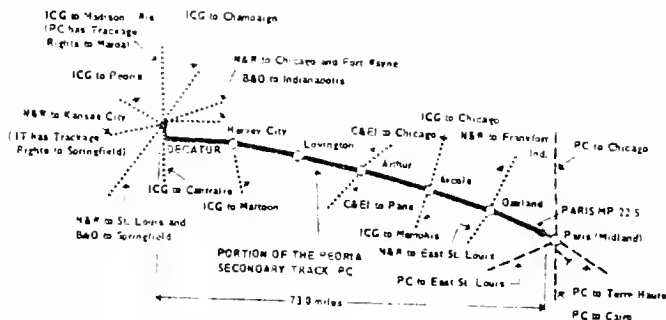 ICG to Madison Wis
(PC has Trackage
Rights to Maroa)
ICG to Champaign
ICG to Peoria
N&W to Chicago and Fort Wayne
B&O to Indianapolis
N&W to Kansas City
(IT has Trackage
Rights to Springfield)
DECATUR
Hervey City
Lovington
C&EI to Chicago
Arthur
ICG to Chicago
N&W to Frankfort
Ind.
PC to Chicago
Arcola
Oakland
PARIS MP 22.5
Paris (Midland)
ICG to Centralia
ICG to Mattoon
C&EI to Pana
ICG to Memphis
N&W to East St. Louis
N&W to St. Louis and
B&O to Springfield
PORTION OF THE PEORIA
SECONDARY TRACK, PC
PC to East St. Louis
73.0 miles
PC to Terre Haute
PC to Cairo